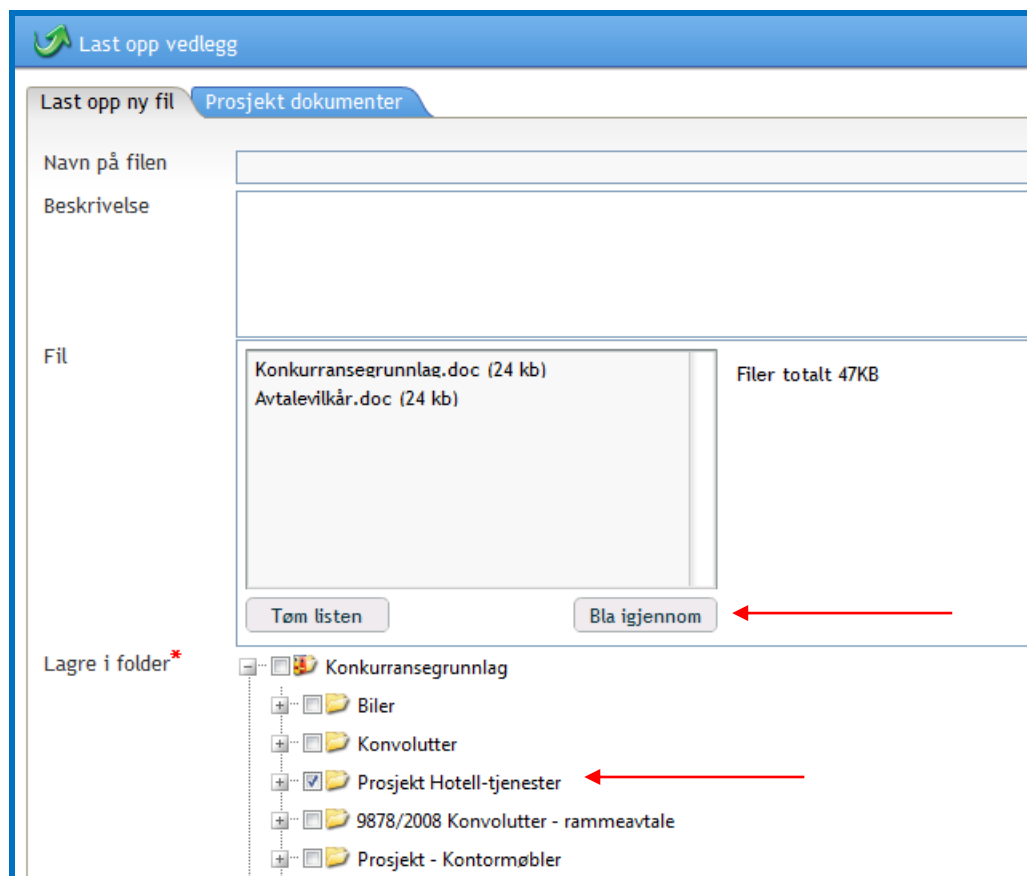 Last opp vedlegg
Last opp ny fil Prosjekt dokumenter
Navn på filen
Beskrivelse
Fil
Konkurransegrunnlag.doc (24 kb)
Filer totalt 47KB
Avtalevilkår.doc (24 kb)
Tøm listen Bla igjennom
Lagre i folder*
Konkurransegrunnlag
Biler
Konvolutter
Prosjekt Hotell-tjenester
9878/2008 Konvolutter - rammeavtale
Prosjekt - Kontormøbler